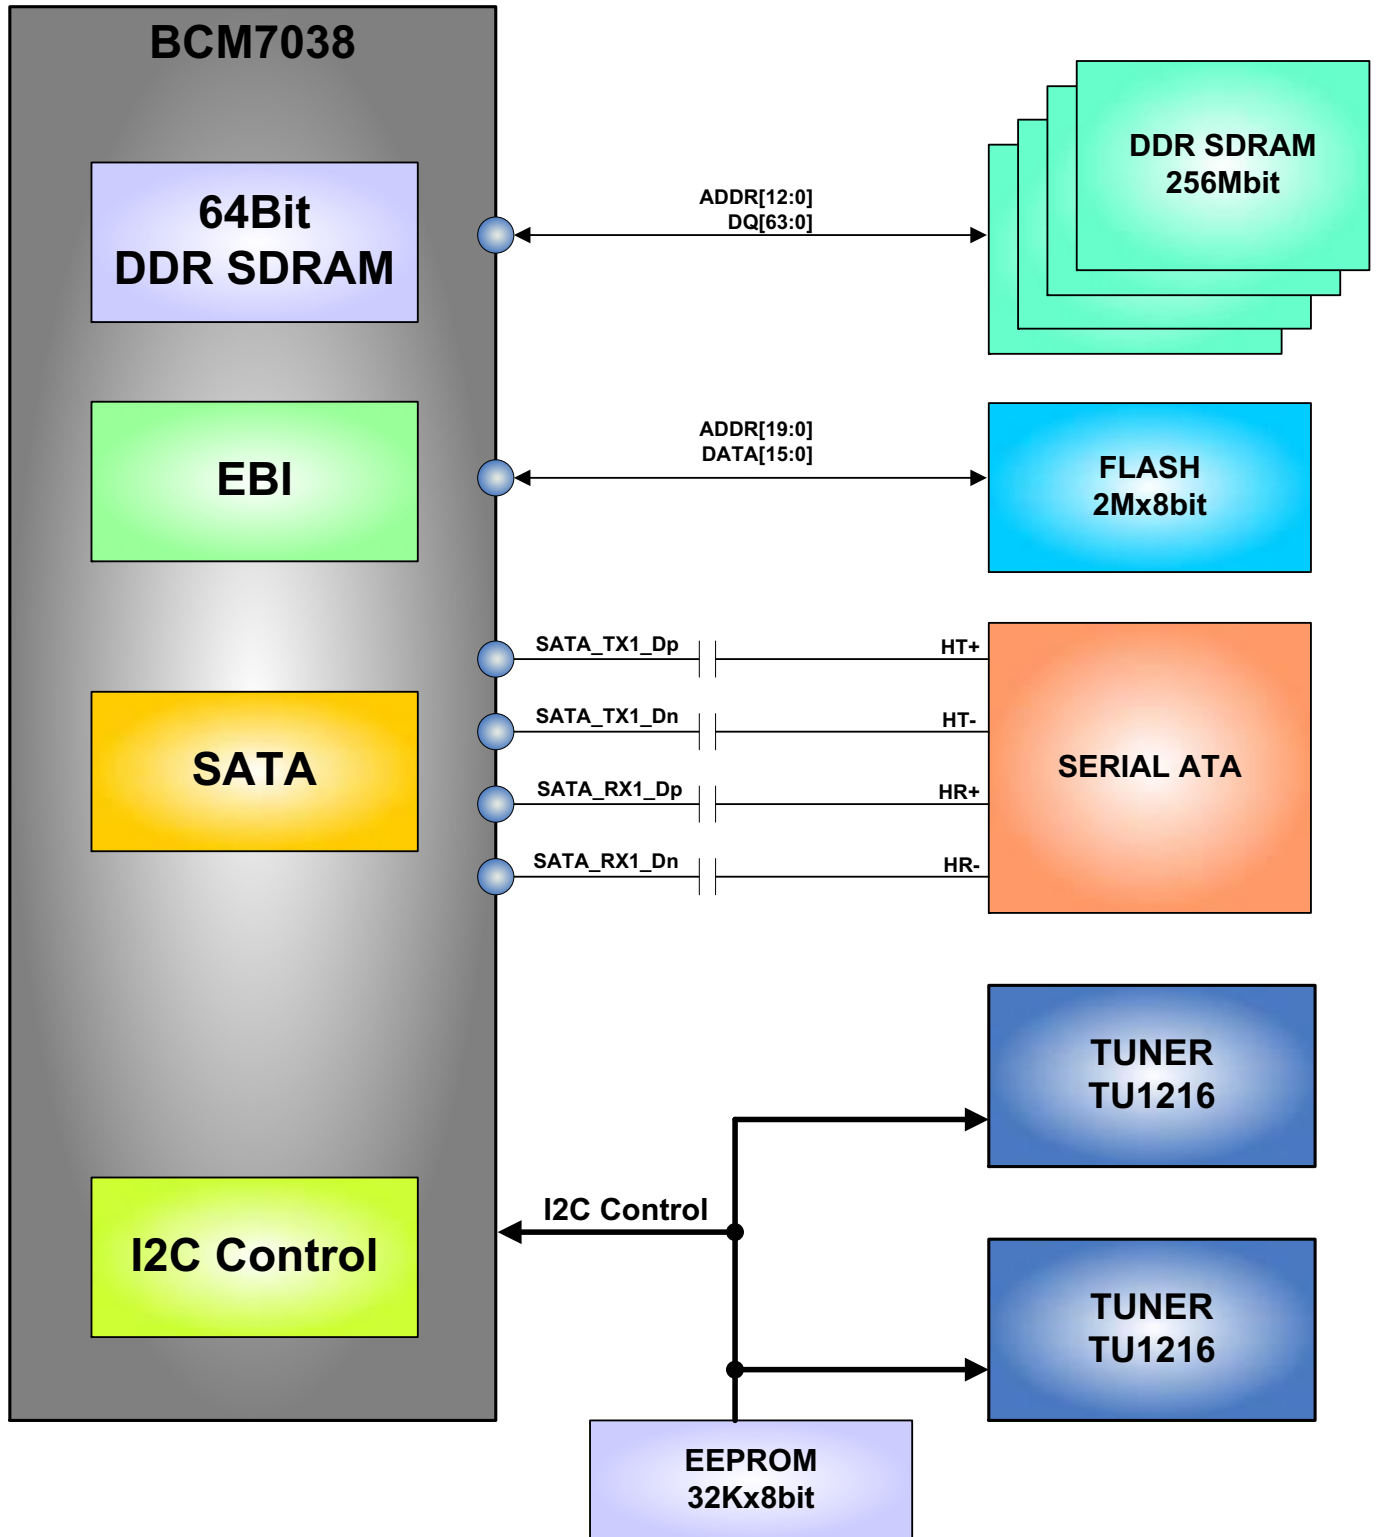 BCM7038
64Bit
DDR SDRAM
ADDR[12:0]
DQ[63:0]
DDR SDRAM
256Mbit
EBI
ADDR[19:0]
DATA[15:0]
FLASH
2Mx8bit
SATA
SATA_TX1_Dp
HT+
SATA_TX1_Dn
HT-
SATA_RX1_Dp
HR+
SATA_RX1_Dn
HR-
SERIAL ATA
TUNER
TU1216
I2C Control
I2C Control
TUNER
TU1216
EEPROM
32Kx8bit